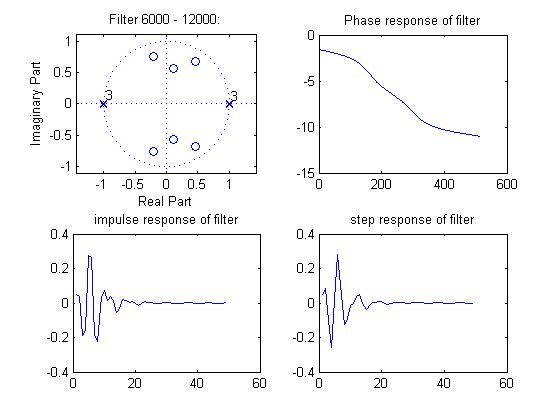 Filter 6000 - 12000:
1
0.5
0
-0.5
-1
Imaginary Part
3
3
-1 -0.5 0 0.5 1
Real Part
Phase response of filter
0
-5
-10
-15
0 200 400 600
impulse response of filter
0.4
0.2
0
-0.2
-0.4
0 20 40 60
step response of filter
0.4
0.2
0
-0.2
-0.4
0 20 40 60